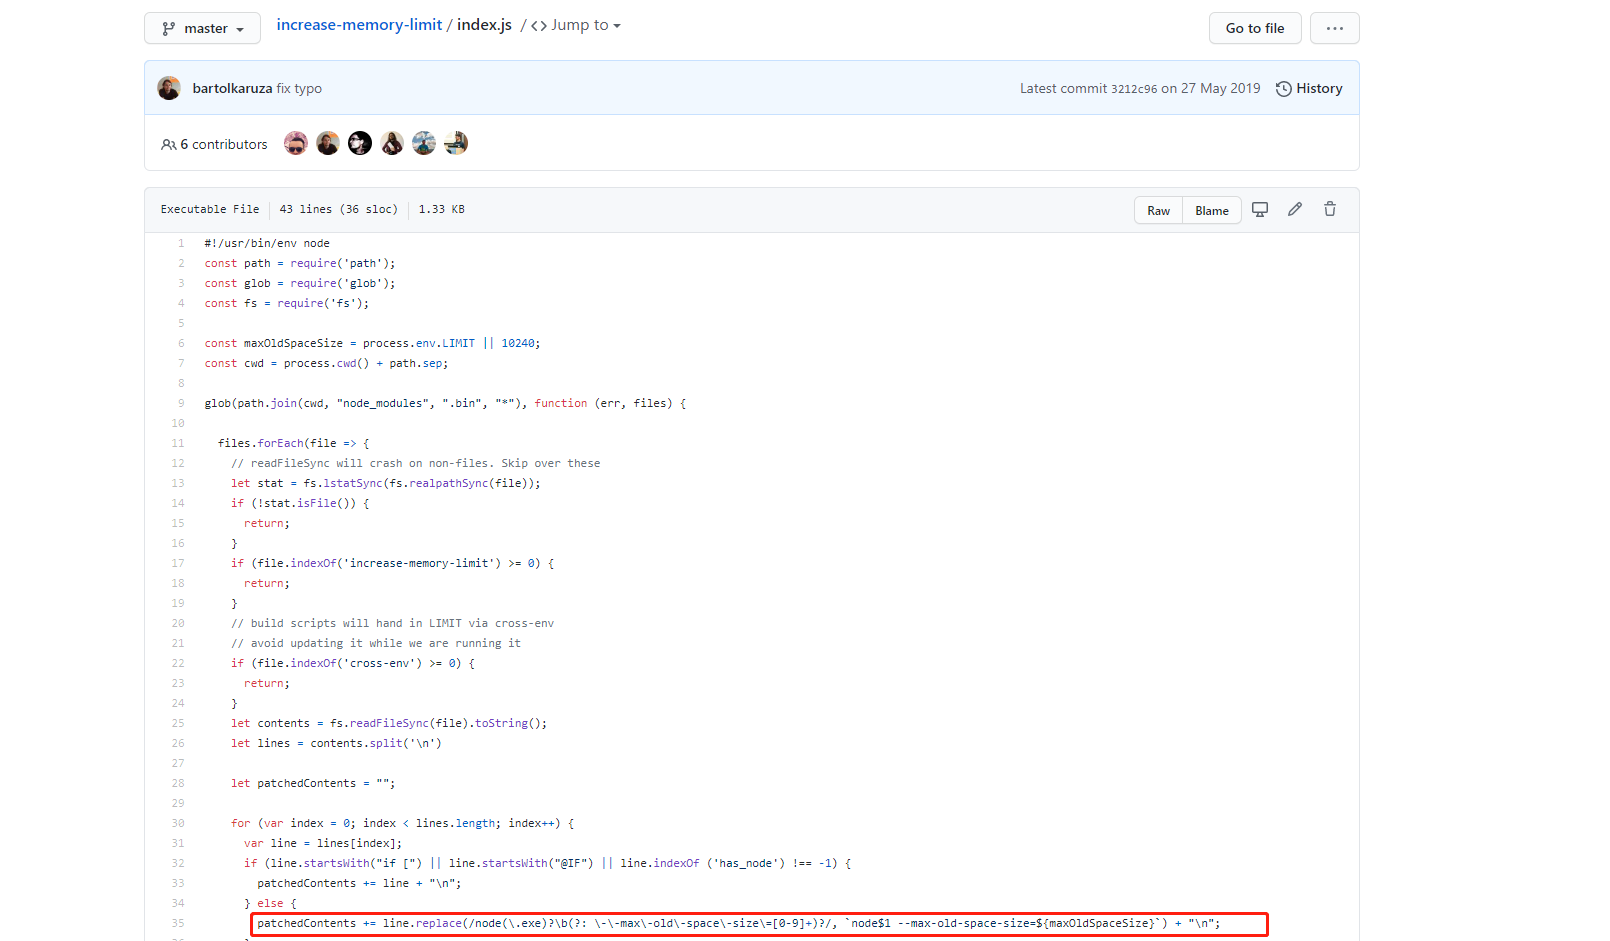 master
increase-memory-limit / index.js / <> Jump to
Go to file
...
bartolkaruza fix typo
Latest commit 3212c96 on 27 May 2019
History
6 contributors
Executable File 43 lines (36 sloc) 1.33 KB
Raw Blame
1 #!/usr/bin/env node
2 const path = require('path');
3 const glob = require('glob');
4 const fs = require('fs');
5
6 const maxOldSpaceSize = process.env.LIMIT || 10240;
7 const cwd = process.cwd() + path.sep;
8
9 glob(path.join(cwd, "node_modules", ".bin", "*"), function (err, files) {
10
11 files.forEach(file => {
12 // readFileSync will crash on non-files. Skip over these
13 let stat = fs.lstatSync(fs.realpathSync(file));
14 if (!stat.isFile()) {
15 return;
16 }
17 if (file.indexOf('increase-memory-limit') >= 0) {
18 return;
19 }
20 // build scripts will hand in LIMIT via cross-env
21 // avoid updating it while we are running it
22 if (file.indexOf('cross-env') >= 0) {
23 return;
24 }
25 let contents = fs.readFileSync(file).toString();
26 let lines = contents.split('\n')
27
28 let patchedContents = "";
29
30 for (var index = 0; index < lines.length; index++) {
31 var line = lines[index];
32 if (line.startsWith("if [") || line.startsWith("@IF") || line.indexOf ('has_node') !== -1) {
33 patchedContents += line + "\n";
34 } else {
35 patchedContents += line.replace(/node(\.exe)?\b(?: \-\-max\-old\-space\-size\=[0-9]+)?/, `node$1 --max-old-space-size=${maxOldSpaceSize}`) + "\n";